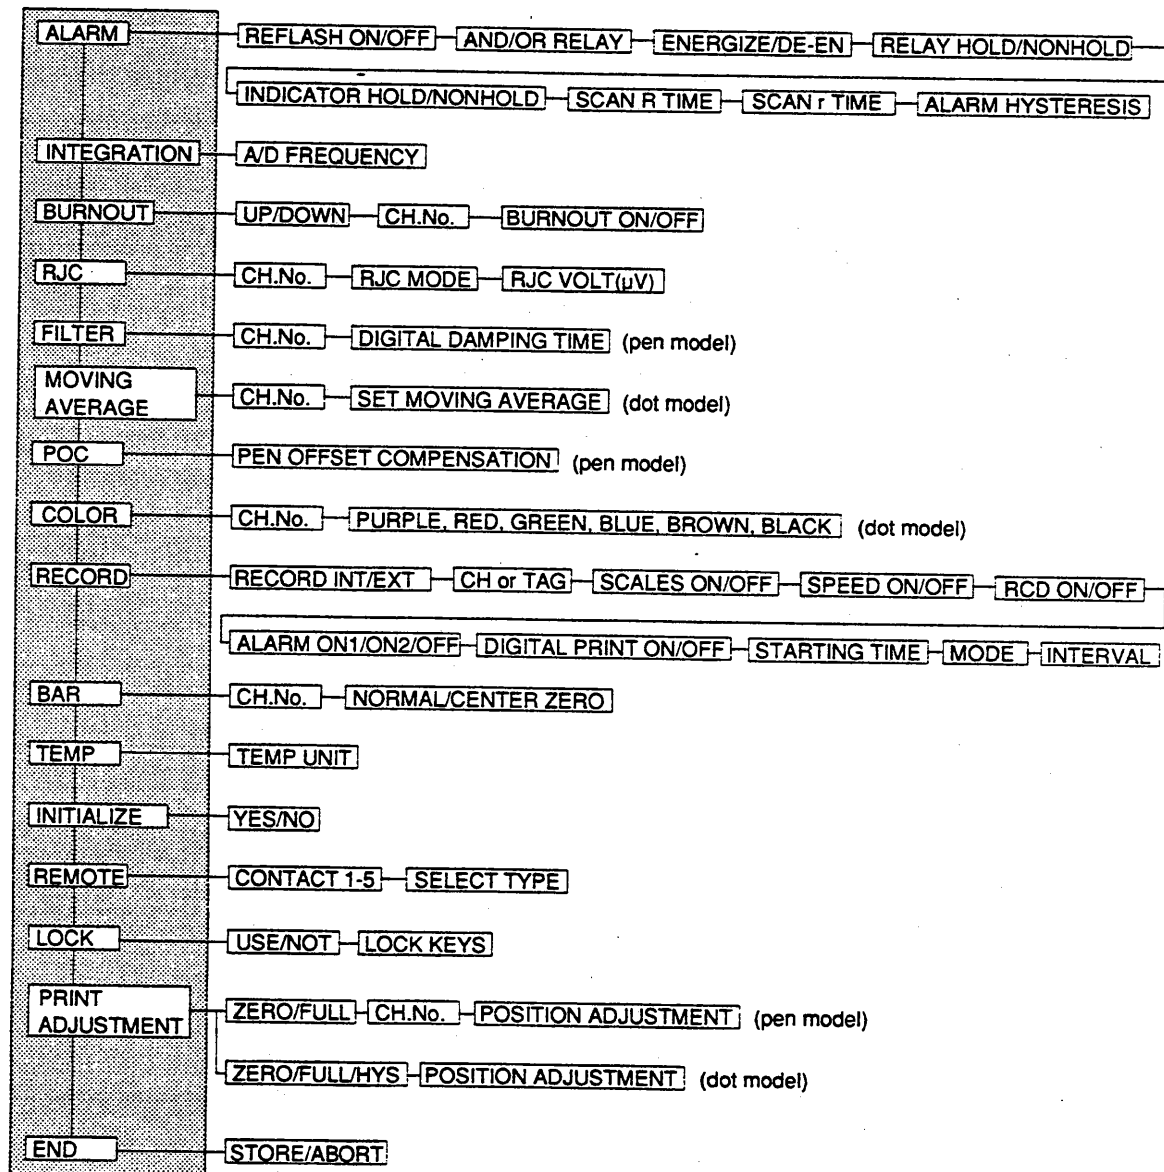 ALARM REFLASH ON/OFF AND/OR RELAY ENERGIZE/DE-EN RELAY HOLD/NONHOLD
INDICATOR HOLD/NONHOLD SCAN R TIME SCAN r TIME ALARM HYSTERESIS
INTEGRATION A/D FREQUENCY
BURNOUT UP/DOWN CH.No. BURNOUT ON/OFF
RJC CH.No. RJC MODE RJC VOLT(µV)
FILTER CH.No. DIGITAL DAMPING TIME (pen model)
MOVING
AVERAGE CH.No. SET MOVING AVERAGE (dot model)
POC PEN OFFSET COMPENSATION (pen model)
COLOR CH.No. PURPLE, RED, GREEN, BLUE, BROWN, BLACK (dot model)
RECORD RECORD INT/EXT CH or TAG SCALES ON/OFF SPEED ON/OFF RCD ON/OFF
ALARM ON1/ON2/OFF DIGITAL PRINT ON/OFF STARTING TIME MODE INTERVAL
BAR CH.No. NORMAL/CENTER ZERO
TEMP TEMP UNIT
INITIALIZE YES/NO
REMOTE CONTACT 1-5 SELECT TYPE
LOCK USE/NOT LOCK KEYS
PRINT
ADJUSTMENT ZERO/FULL CH.No. POSITION ADJUSTMENT (pen model)
ZERO/FULL/HYS POSITION ADJUSTMENT (dot model)
END STORE/ABORT